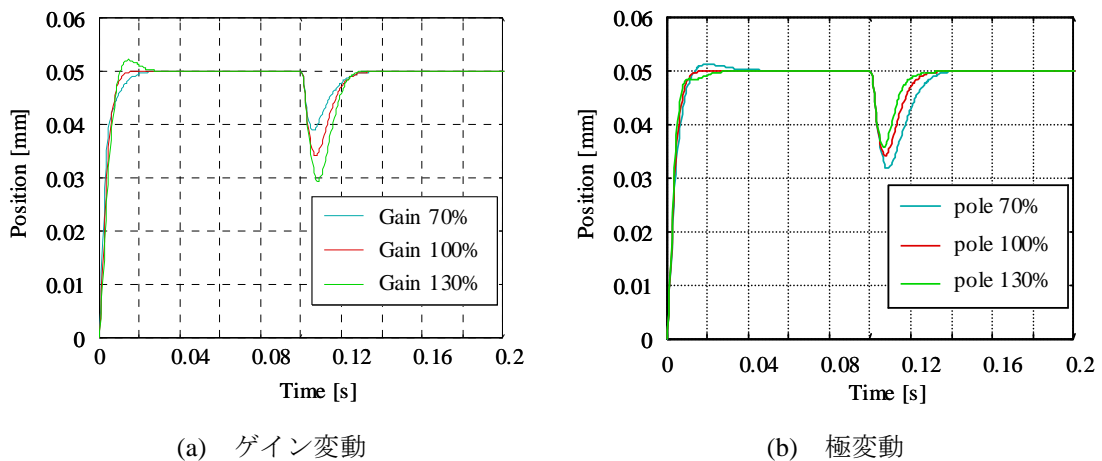 0.06
0.05
0.04
0.03
0.02
0.01
0
Position [mm]
Gain 70%
Gain 100%
Gain 130%
0 0.04 0.08 0.12 0.16 0.2
Time [s]
(a) ゲイン変動
0.06
0.05
0.04
0.03
0.02
0.01
0
Position [mm]
pole 70%
pole 100%
pole 130%
0 0.04 0.08 0.12 0.16 0.2
Time [s]
(b) 極変動